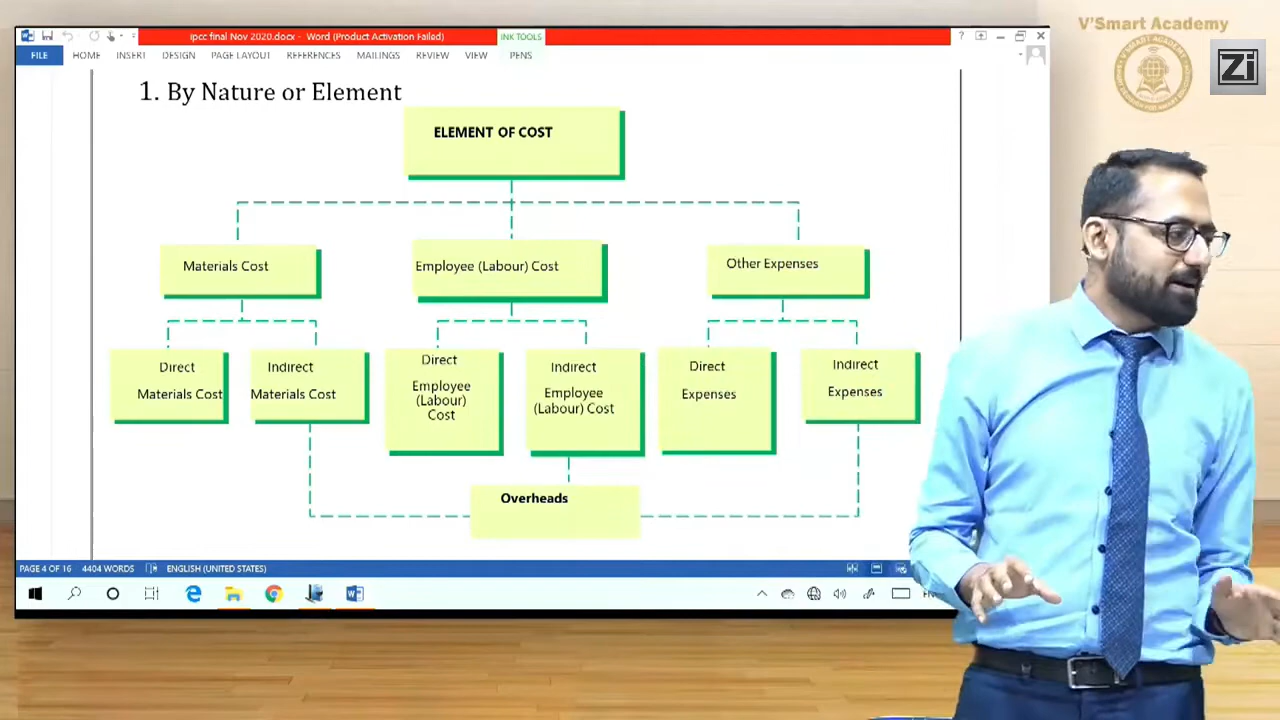 V'Smart Academy
Zi
ipcc final Nov 2020.docx - Word (Product Activation Failed)
INK TOOLS
FILE
HOME
INSERT
DESIGN
PAGE LAYOUT
REFERENCES
MAILINGS
REVIEW
VIEW
PENS
1. By Nature or Element
ELEMENT OF COST
Materials Cost
Employee (Labour) Cost
Other Expenses
Direct
Materials Cost
Indirect
Materials Cost
Direct
Employee
(Labour)
Cost
Indirect
Employee
(Labour) Cost
Direct
Expenses
Indirect
Expenses
Overheads
PAGE 4 OF 16
4404 WORDS
ENGLISH (UNITED STATES)